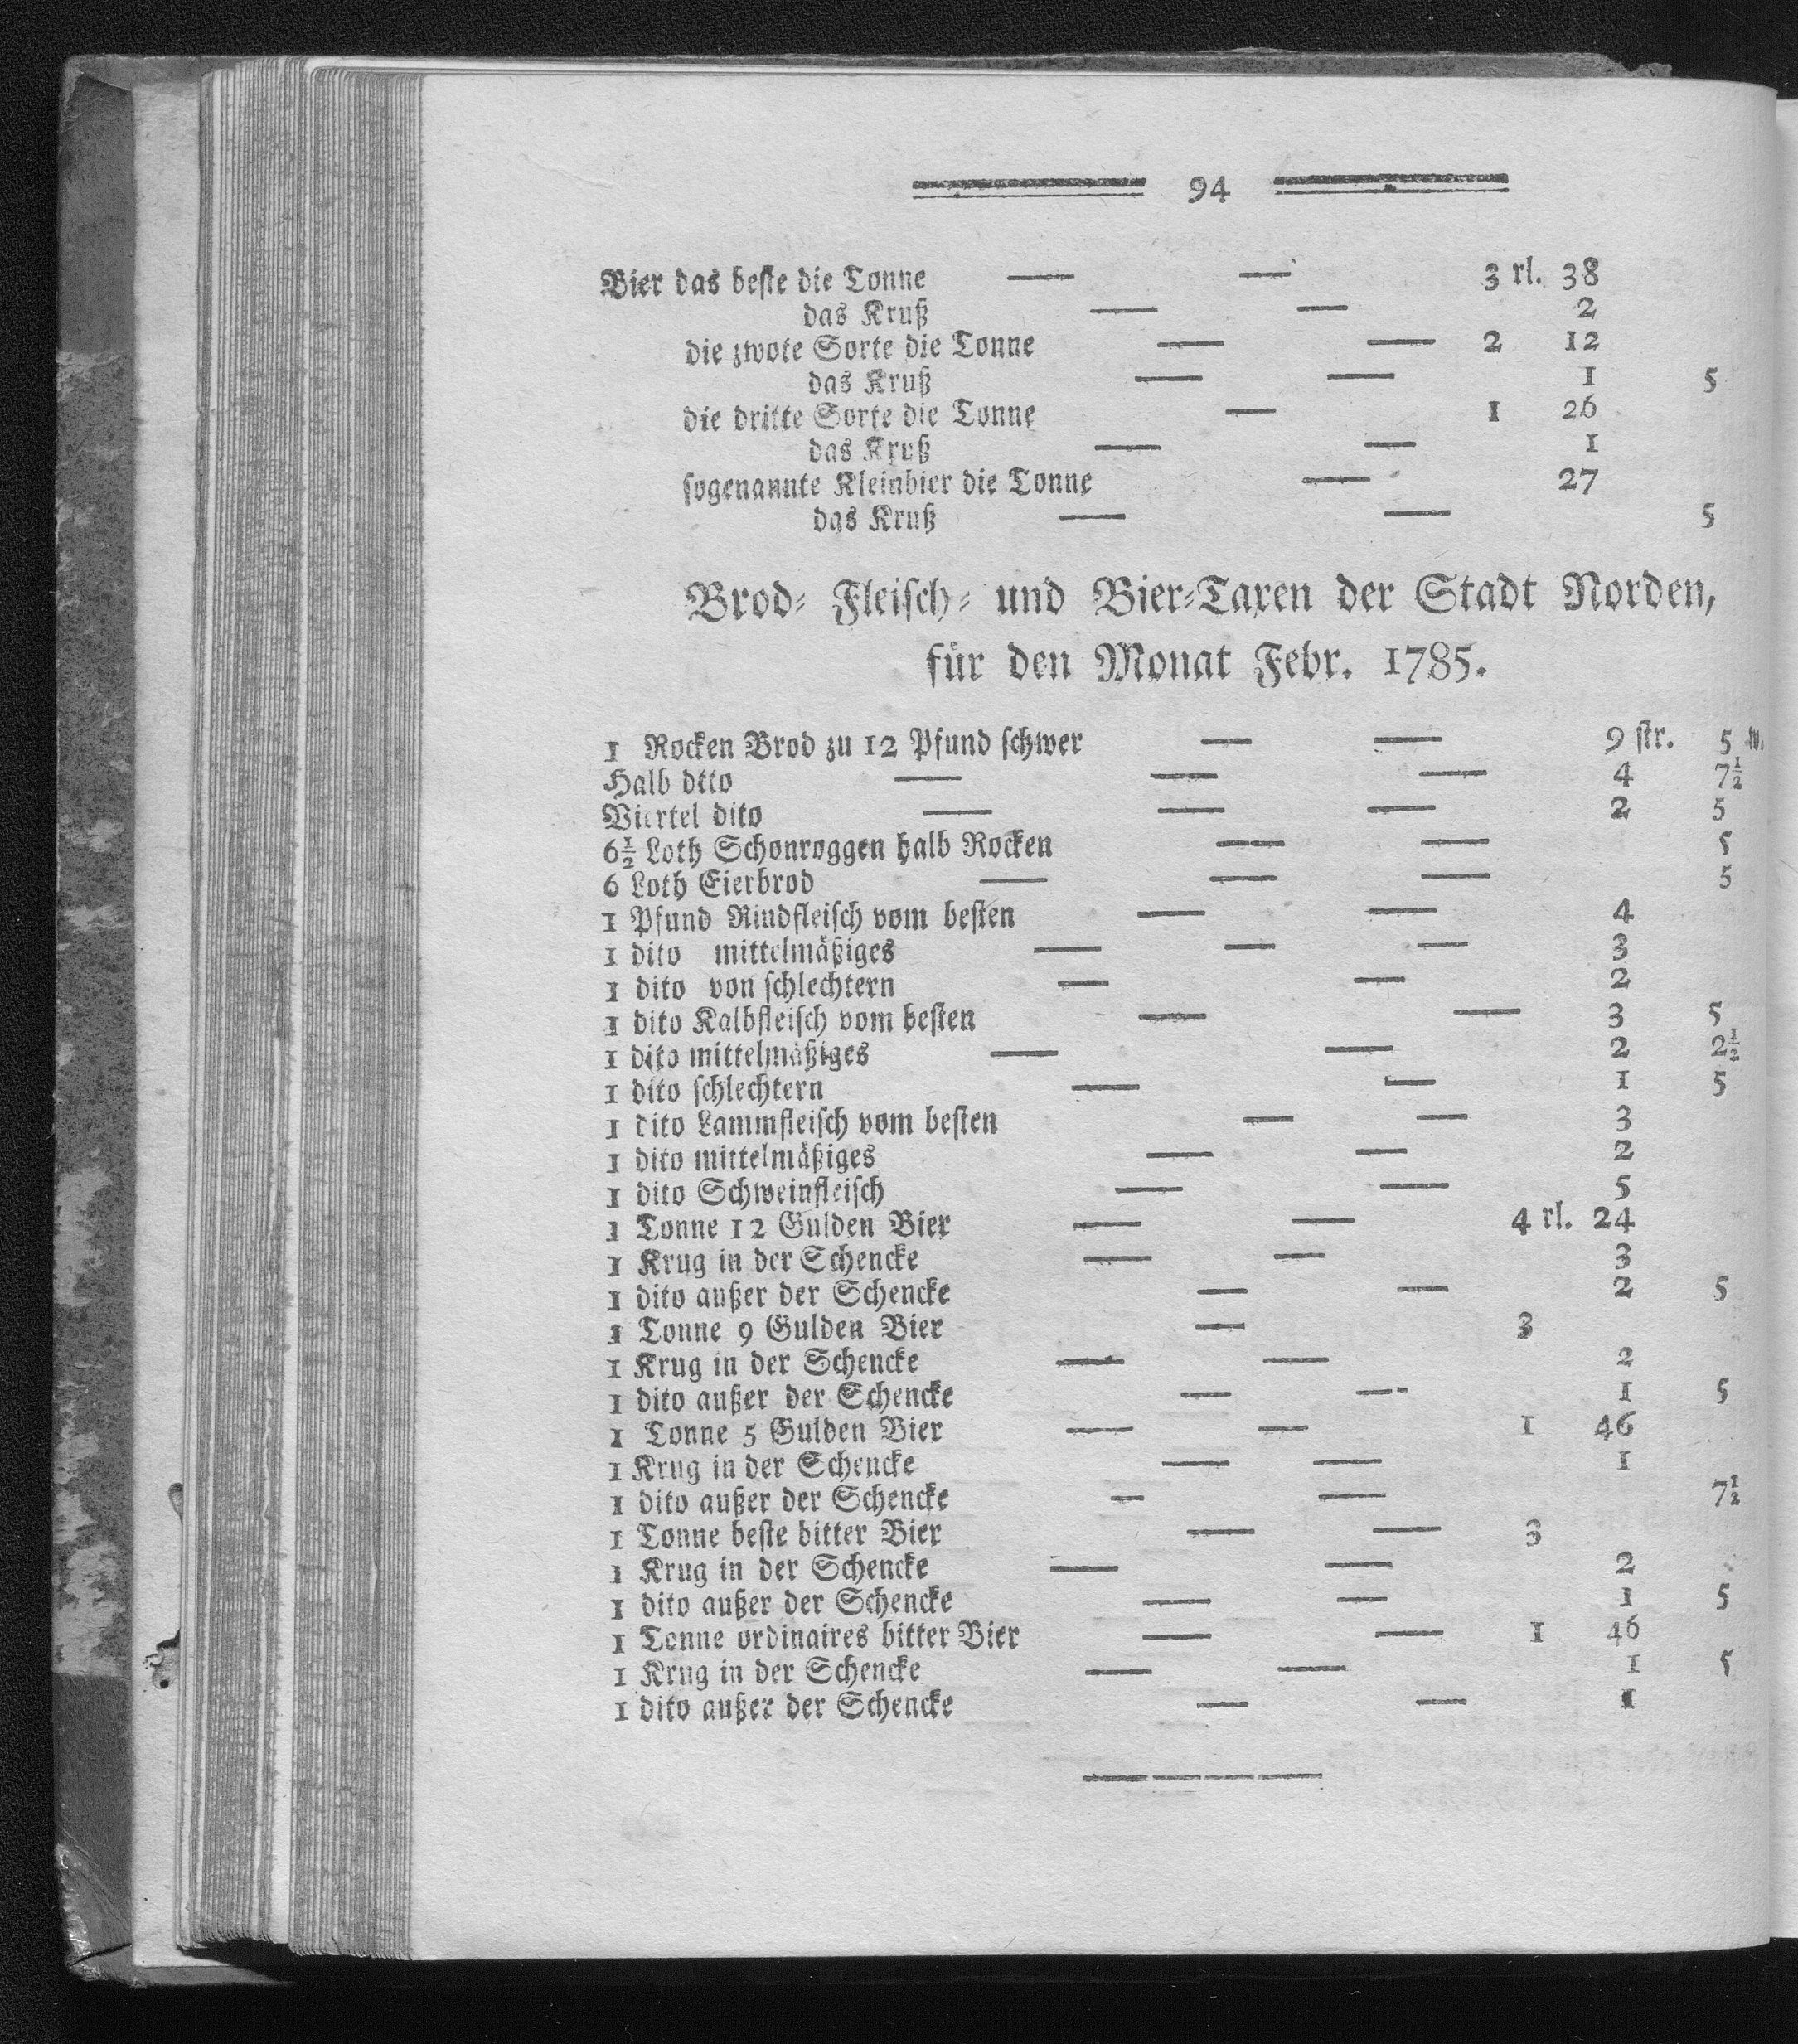 94
Bier das beste die Tonne — — 3 rl. 38
das Kruß — — 2
die zwote Sorte die Tonne — — 2 12
das Kruß — — 1 5
die dritte Sorte die Tonne — 1 26
das Kruß — — 1
sogenannte Kleinbier die Tonne — 27
das Kruß — — 5
Brod- Fleisch- und Bier-Taxen der Stadt Norden,
für den Monat Febr. 1785.
1 Rocken Brod zu 12 Pfund schwer — — 9 str. 5 w.
Halb dtto — — — 4 7½
Viertel dito — — — 2 5
6½ Loth Schonroggen halb Rocken — — 5
6 Loth Eierbrod — — — 5
1 Pfund Rindfleisch vom besten — — 4
1 dito mittelmäßiges — — — 3
1 dito von schlechtern — — 2
1 dito Kalbfleisch vom besten — — 3 5
1 dito mittelmäßiges — — 2 2½
1 dito schlechtern — — 1 5
1 dito Lammfleisch vom besten — — 3
1 dito mittelmäßiges — — 2
1 dito Schweinfleisch — — 5
1 Tonne 12 Gulden Bier — — 4 rl. 24
1 Krug in der Schencke — — 3
1 dito außer der Schencke — — 2 5
1 Tonne 9 Gulden Bier — 3
1 Krug in der Schencke — — 2
1 dito außer der Schencke — — 1 5
1 Tonne 5 Gulden Bier — — 1 46
1 Krug in der Schencke — — 1
1 dito außer der Schencke — — 7½
1 Tonne beste bitter Bier — — 3
1 Krug in der Schencke — — 2
1 dito außer der Schencke — — 1 5
1 Tonne ordinaires bitter Bier — — 1 46
1 Krug in der Schencke — — 1 5
1 dito außer der Schencke — — 1